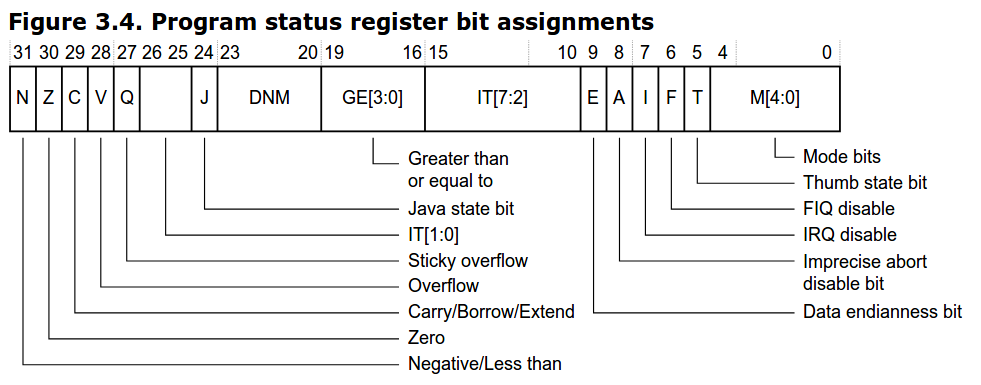 Figure 3.4. Program status register bit assignments
31 30 29 28 27 26 25 24 23 20 19 16 15 10 9 8 7 6 5 4 0
N Z C V Q J DNM GE[3:0] IT[7:2] E A I F T M[4:0]
Greater than
or equal to
Java state bit
IT[1:0]
Sticky overflow
Overflow
Carry/Borrow/Extend
Zero
Negative/Less than
Mode bits
Thumb state bit
FIQ disable
IRQ disable
Imprecise abort
disable bit
Data endianness bit